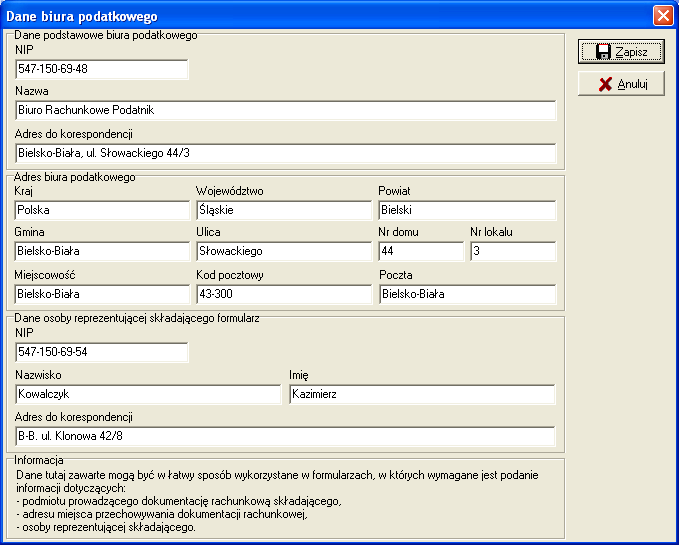 Dane biura podatkowego
Dane podstawowe biura podatkowego
NIP
547-150-69-48
Nazwa
Biuro Rachunkowe Podatnik
Adres do korespondencji
Bielsko-Biała, ul. Słowackiego 44/3
Zapisz
Anuluj
Adres biura podatkowego
Kraj Województwo Powiat
Polska Śląskie Bielski
Gmina Ulica Nr domu Nr lokalu
Bielsko-Biała Słowackiego 44 3
Miejscowość Kod pocztowy Poczta
Bielsko-Biała 43-300 Bielsko-Biała
Dane osoby reprezentującej składającego formularz
NIP
547-150-69-54
Nazwisko Imię
Kowalczyk Kazimierz
Adres do korespondencji
B-B. ul. Klonowa 42/8
Informacja
Dane tutaj zawarte mogą być w łatwy sposób wykorzystane w formularzach, w których wymagane jest podanie
informacji dotyczących:
- podmiotu prowadzącego dokumentację rachunkową składającego,
- adresu miejsca przechowywania dokumentacji rachunkowej,
- osoby reprezentującej składającego.